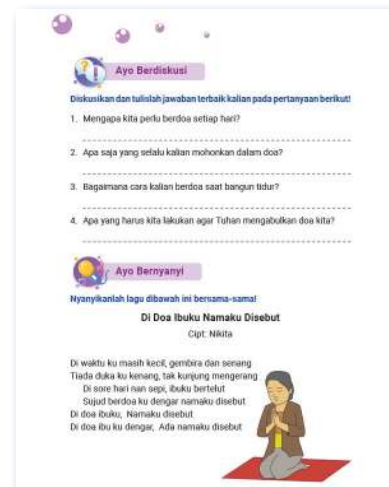 Ayo Berdiskusi
Diskusikan dan tulislah jawaban terbaik kalian pada pertanyaan berikut!
1. Mengapa kita perlu berdoa setiap hari?
2. Apa saja yang selalu kalian mohonkan dalam doa?
3. Bagaimana cara kalian berdoa saat bangun tidur?
4. Apa yang harus kita lakukan agar Tuhan mengabulkan doa kita?
Ayo Bernyanyi
Nyanyikanlah lagu dibawah ini bersama-sama!
Di Doa Ibuku Namaku Disebut
Cipt: Nikita
Di waktu ku masih kecil, gembira dan senang
Tiada duka ku kenang, tak kunjung mengerang
Di sore hari nan sepi, ibuku bertelut
Sujud berdoa ku dengar namaku disebut
Di doa ibuku, Namaku disebut
Di doa ibu ku dengar, Ada namaku disebut